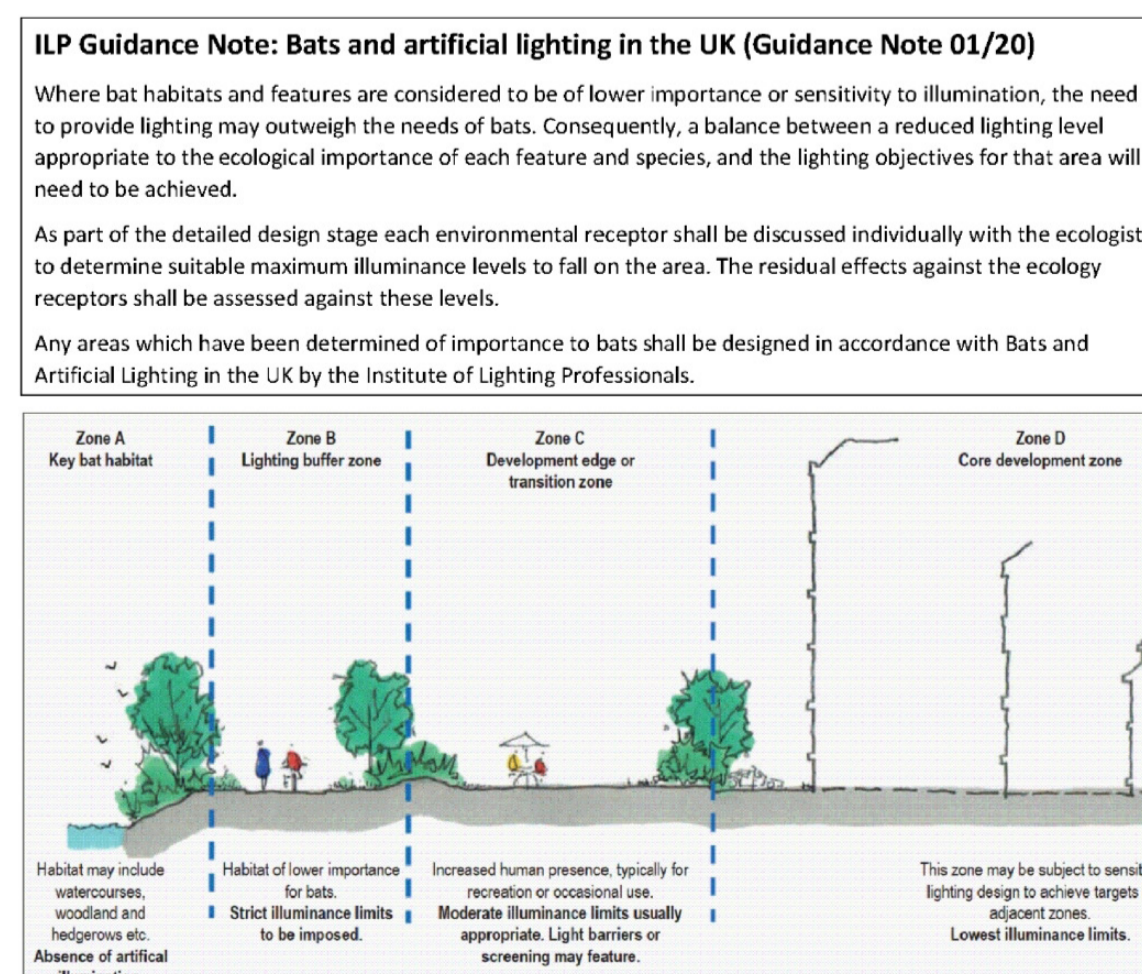 ILP Guidance Note: Bats and artificial lighting in the UK (Guidance Note 01/20)
Where bat habitats and features are considered to be of lower importance or sensitivity to illumination, the need
to provide lighting may outweigh the needs of bats. Consequently, a balance between a reduced lighting level
appropriate to the ecological importance of each feature and species, and the lighting objectives for that area will
need to be achieved.
As part of the detailed design stage each environmental receptor shall be discussed individually with the ecologist
to determine suitable maximum illuminance levels to fall on the area. The residual effects against the ecology
receptors shall be assessed against these levels.
Any areas which have been determined of importance to bats shall be designed in accordance with Bats and
Artificial Lighting in the UK by the Institute of Lighting Professionals.
Zone A
Key bat habitat
Zone B
Lighting buffer zone
Zone C
Development edge or
transition zone
Zone D
Core development zone
Habitat may include
watercourses,
woodland and
hedgerows etc.
Absence of artifical
Habitat of lower importance
for bats.
Strict illuminance limits
to be imposed.
Increased human presence, typically for
recreation or occasional use.
Moderate illuminance limits usually
appropriate. Light barriers or
screening may feature.
This zone may be subject to
lighting design to achieve targets
adjacent zones.
Lowest illuminance limits.